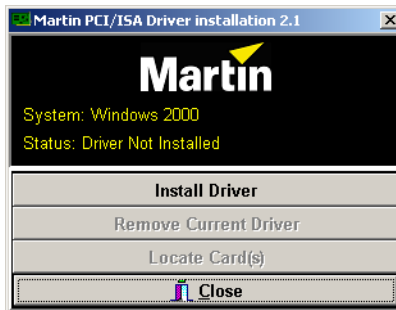 Martin PCI/ISA Driver installation 2.1
Martin
System: Windows 2000
Status: Driver Not Installed
Install Driver
Remove Current Driver
Locate Card(s)
Close